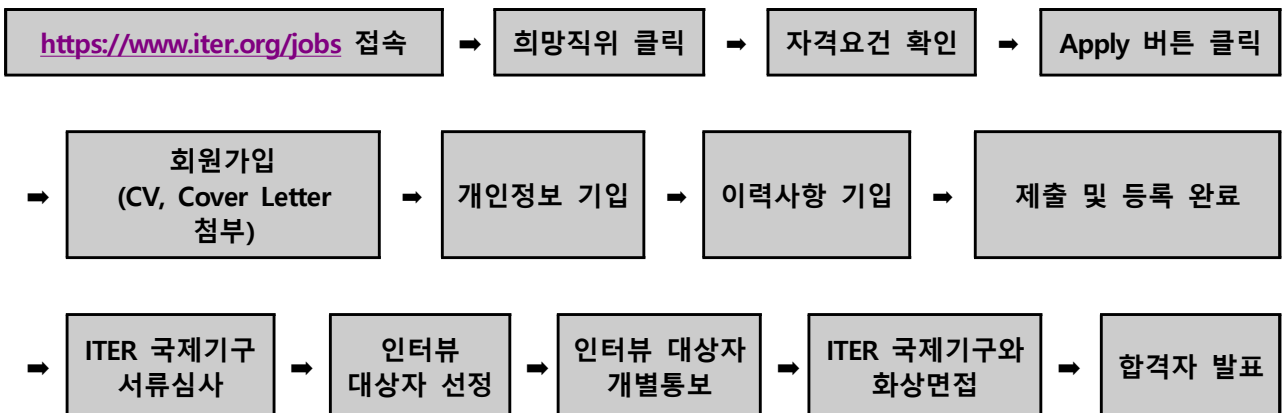 https://www.iter.org/jobs 접속 ➡ 희망직위 클릭 ➡ 자격요건 확인 ➡ Apply 버튼 클릭
➡ 회원가입
(CV, Cover Letter
첨부) ➡ 개인정보 기입 ➡ 이력사항 기입 ➡ 제출 및 등록 완료
➡ ITER 국제기구
서류심사 ➡ 인터뷰
대상자 선정 ➡ 인터뷰 대상자
개별통보 ➡ ITER 국제기구와
화상면접 ➡ 합격자 발표